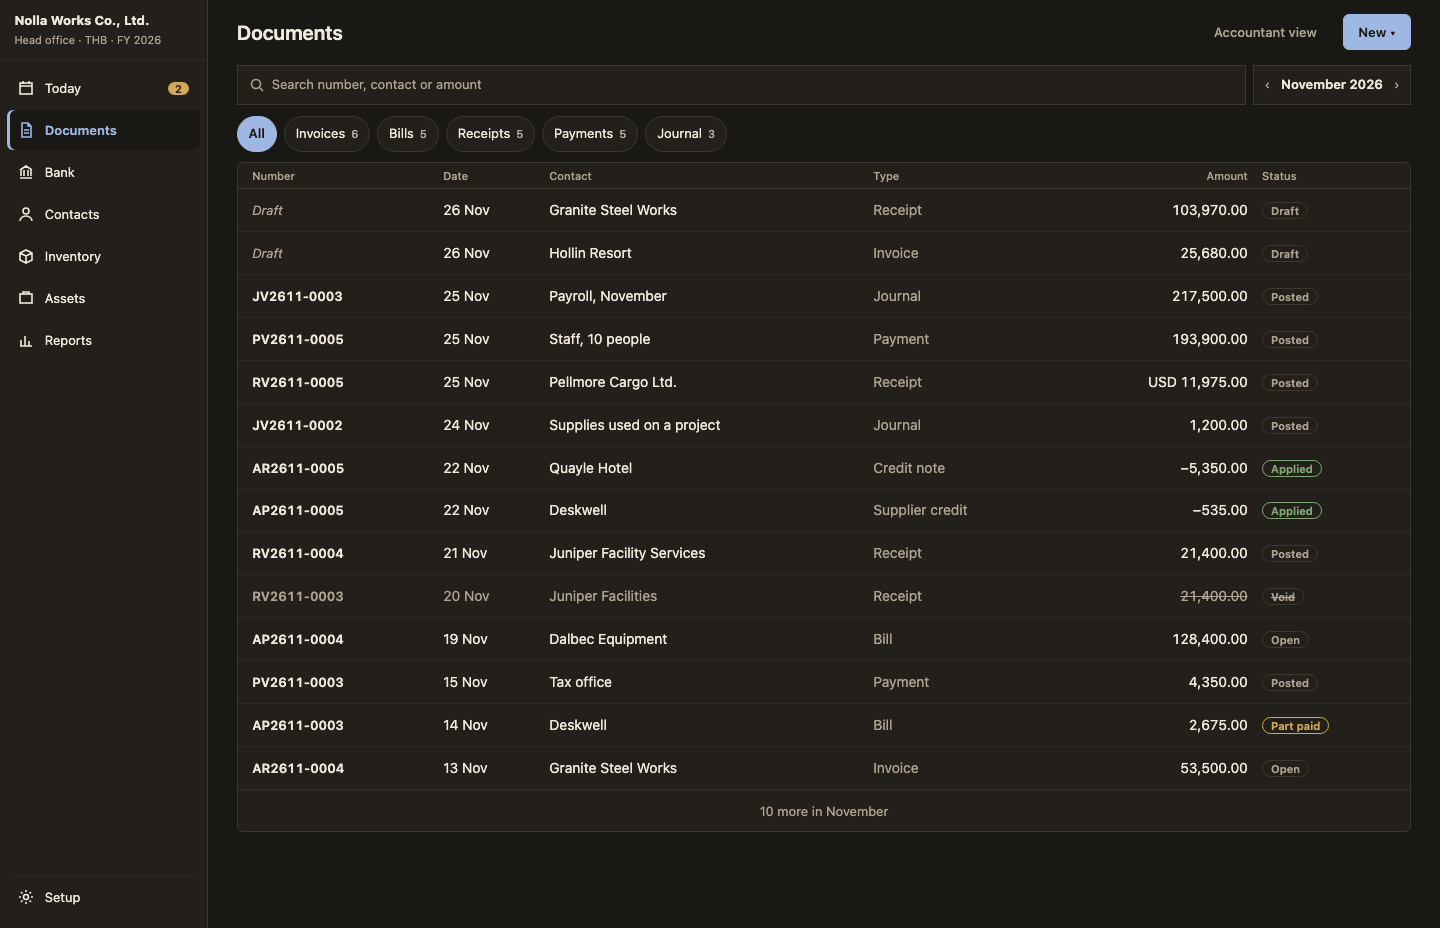 Nolla Works Co., Ltd.
Head office · THB · FY 2026
Today 2
Documents
Bank
Contacts
Inventory
Assets
Reports
Setup
Documents
Accountant view
New ▾
Search number, contact or amount
‹ November 2026 ›
All
Invoices 6
Bills 5
Receipts 5
Payments 5
Journal 3
Number Date Contact Type Amount Status
Draft 26 Nov Granite Steel Works Receipt 103,970.00 Draft
Draft 26 Nov Hollin Resort Invoice 25,680.00 Draft
JV2611-0003 25 Nov Payroll, November Journal 217,500.00 Posted
PV2611-0005 25 Nov Staff, 10 people Payment 193,900.00 Posted
RV2611-0005 25 Nov Pellmore Cargo Ltd. Receipt USD 11,975.00 Posted
JV2611-0002 24 Nov Supplies used on a project Journal 1,200.00 Posted
AR2611-0005 22 Nov Quayle Hotel Credit note −5,350.00 Applied
AP2611-0005 22 Nov Deskwell Supplier credit −535.00 Applied
RV2611-0004 21 Nov Juniper Facility Services Receipt 21,400.00 Posted
RV2611-0003 20 Nov Juniper Facilities Receipt 21,400.00 Void
AP2611-0004 19 Nov Dalbec Equipment Bill 128,400.00 Open
PV2611-0003 15 Nov Tax office Payment 4,350.00 Posted
AP2611-0003 14 Nov Deskwell Bill 2,675.00 Part paid
AR2611-0004 13 Nov Granite Steel Works Invoice 53,500.00 Open
10 more in November